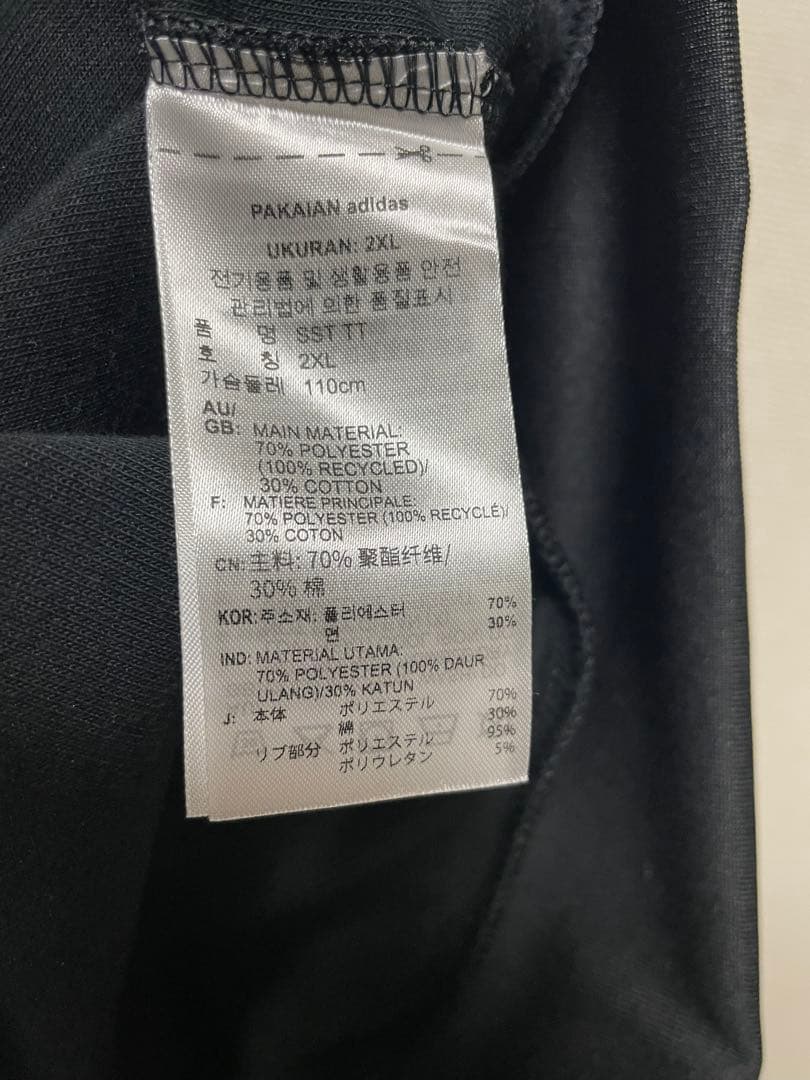 PAKAIAN adidas
UKURAN: 2XL
전기용품 및 생활용품 안전
관리법에 의한 품질표시
품 명 SST TT
호 칭 2XL
가슴둘레 110cm
AU/
GB: MAIN MATERIAL:
70% POLYESTER
(100% RECYCLED)/
30% COTTON
F: MATIERE PRINCIPALE:
70% POLYESTER (100% RECYCLÉ)/
30% COTON
CN: 主料: 70% 聚酯纤维/
30% 棉
KOR: 주소재: 폴리에스터 70%
면 30%
IND: MATERIAL UTAMA:
70% POLYESTER (100% DAUR
ULANG)/30% KATUN
J: 本体 ポリエステル 70%
綿 30%
リブ部分 ポリエステル 95%
ポリウレタン 5%